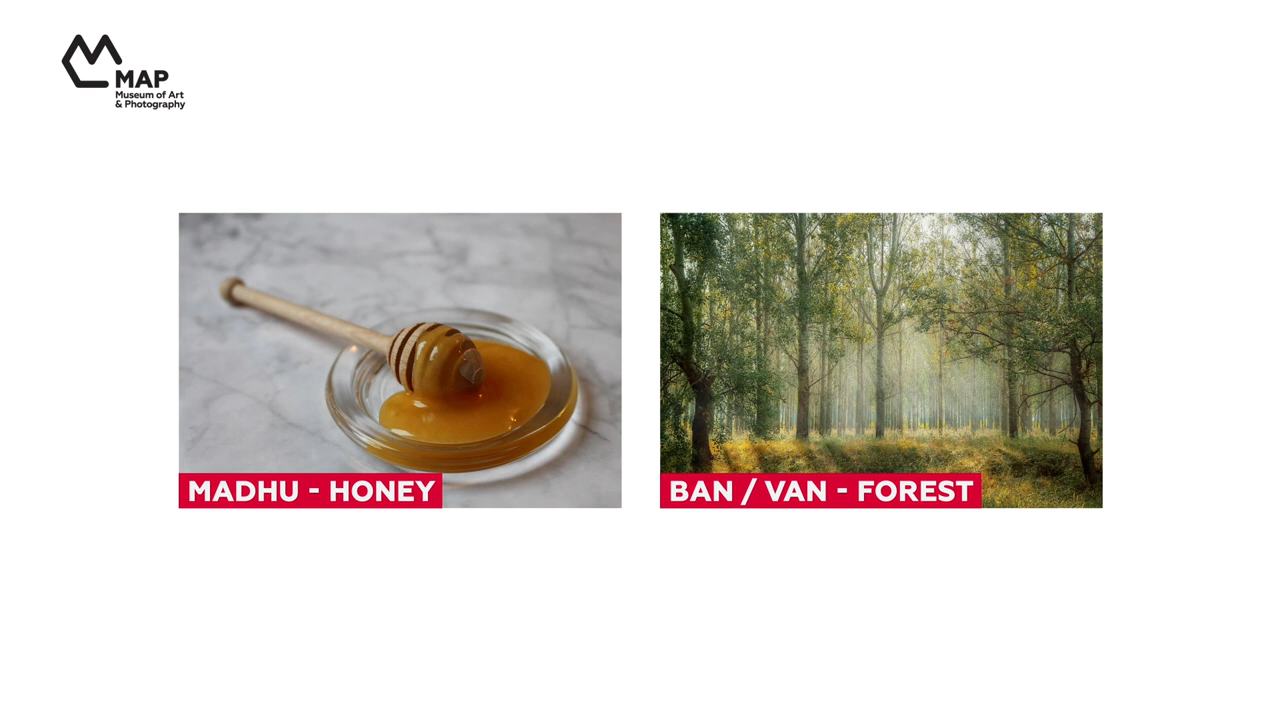 MAP
Museum of Art
& Photography
MADHU - HONEY
BAN / VAN - FOREST